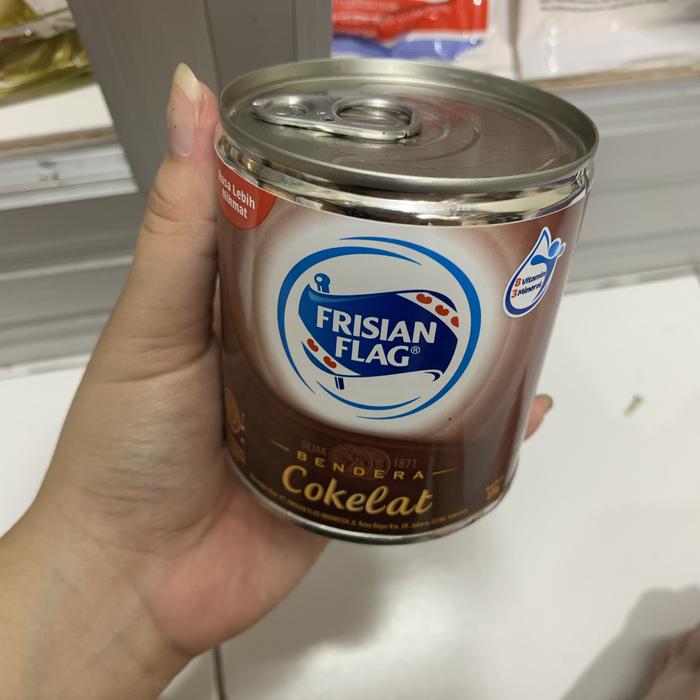 Rasa Lebih
Nikmat
8 Vitamin
3 Mineral
FRISIAN
FLAG®
SEJAK 1871
BENDERA
Cokelat